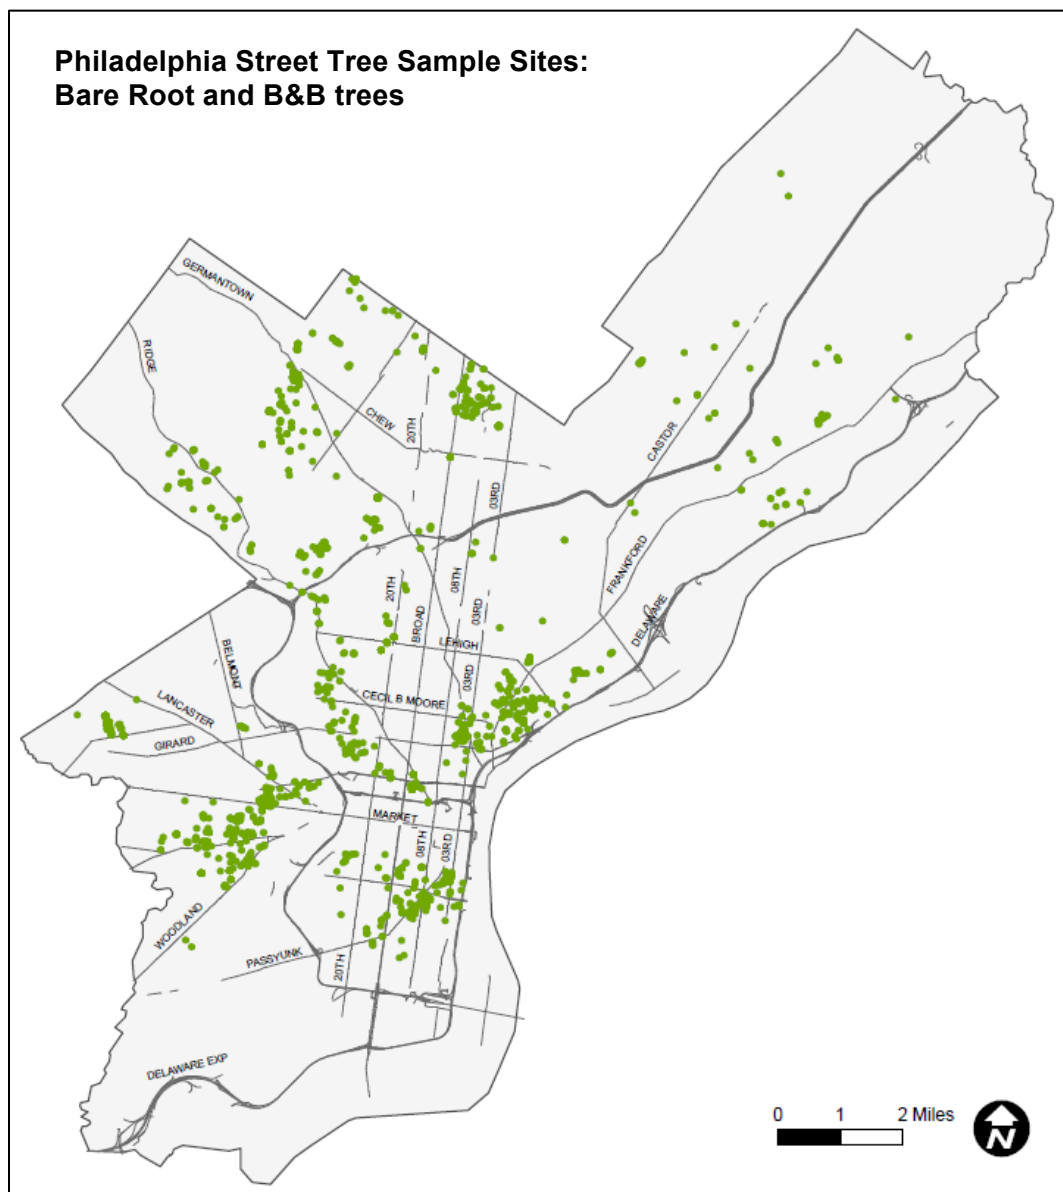 Philadelphia Street Tree Sample Sites:
Bare Root and B&B trees
GERMANTOWN
RIDGE
CHEW
20TH
03RD
CASTOR
FRANKFORD
DELAWARE
08TH
20TH
BROAD
03RD
LEHIGH
BELMONT
LANCASTER
03RD
CECIL B MOORE
GIRARD
MARKET
08TH
03RD
WOODLAND
PASSYUNK
20TH
DELAWARE EXP
0 1 2 Miles
N